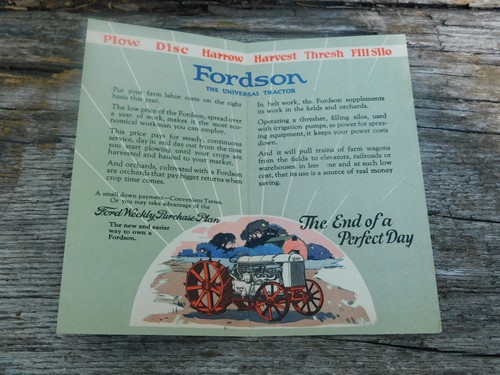 Plow Disc Harrow Harvest Thresh Fill Silo
Fordson
THE UNIVERSAL TRACTOR
Put your farm labor costs on the right
basis this year.
The low price of the Fordson, spread over
a year of work, makes it the most eco-
nomical work man you can employ.
This price pays for steady, continuous
service, day in and day out from the time
you start plowing until your crops are
harvested and hauled to your market.
And orchards, cultivated with a Fordson
are orchards that pay bigger returns when
crop time comes.
A small down payment—Convenient Terms.
Or you may take advantage of the
Ford Weekly Purchase Plan
The new and easier
way to own a
Fordson.
In belt work, the Fordson supplements
its work in the fields and orchards.
Operating a thresher, filling silos, used
with irrigation pumps, as power for spray-
ing equipment, it keeps your power costs
down.
And it will pull trains of farm wagons
from the fields to elevators, railroads or
warehouses in less me and at such low
cost, that its use is a source of real money
saving.
The End of a
Perfect Day